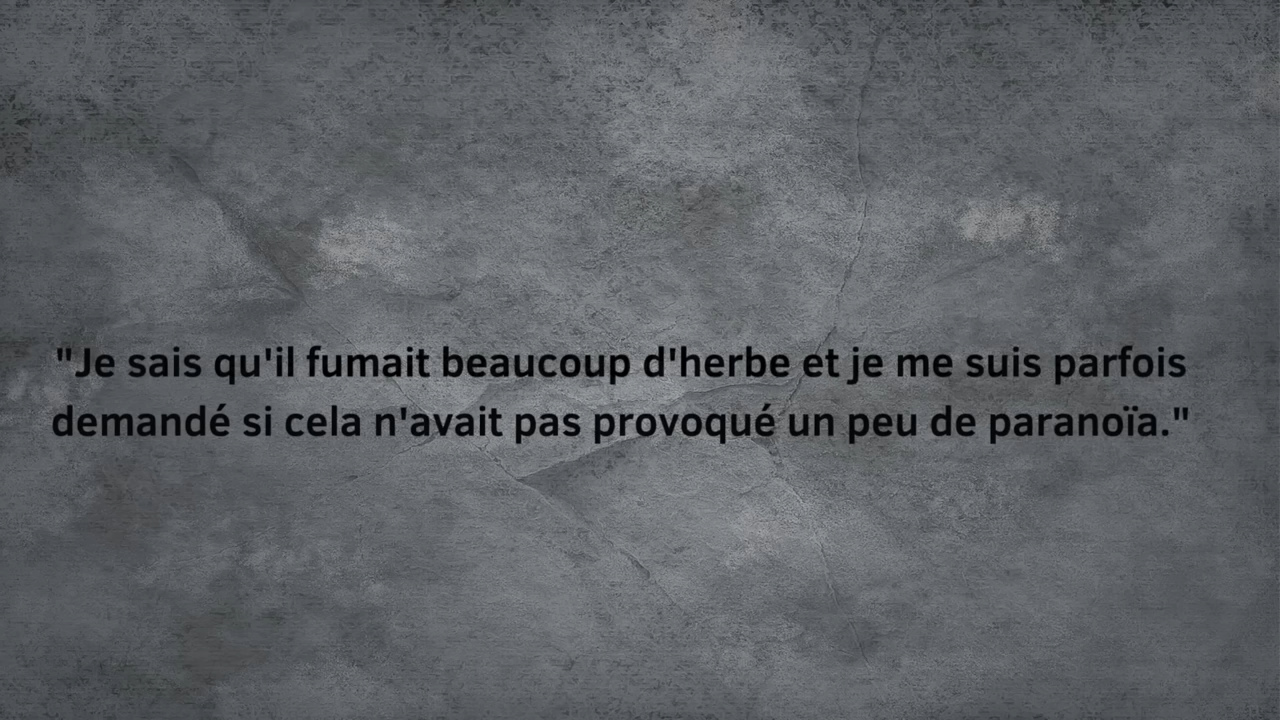 "Je sais qu'il fumait beaucoup d'herbe et je me suis parfois
demandé si cela n'avait pas provoqué un peu de paranoïa."